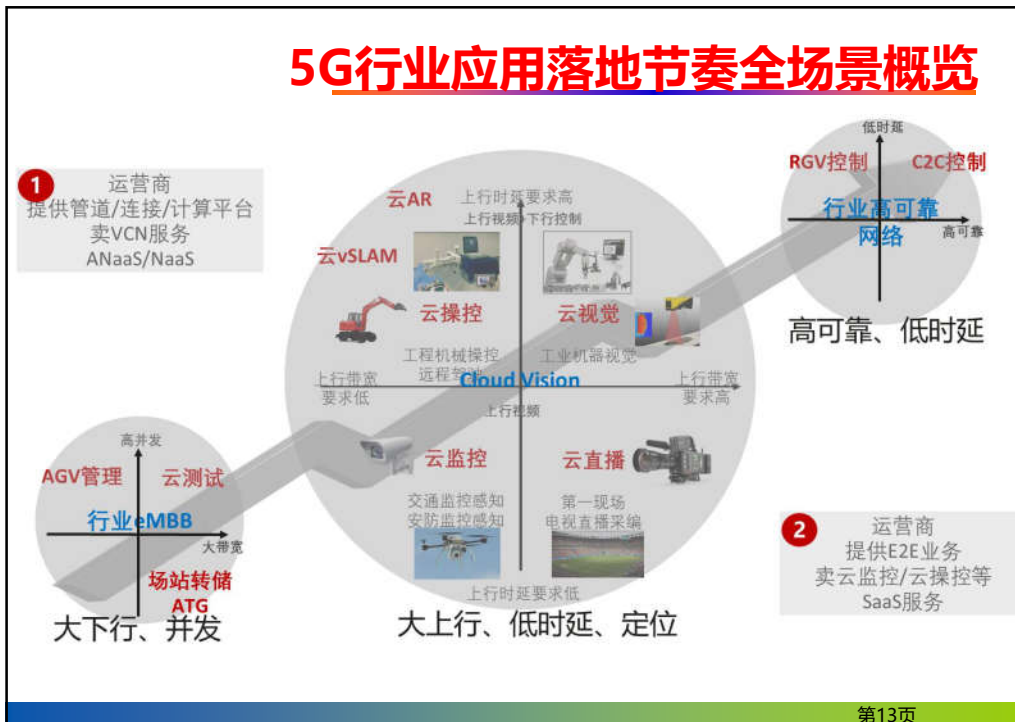 5G行业应用落地节奏全场景概览
1
运营商
提供管道/连接/计算平台
卖VCN服务
ANaaS/NaaS
云AR
上行时延要求高
上行视频+下行控制
云vSLAM
云操控
云视觉
工程机械操控
远程驾驶
工业机器视觉
上行带宽
要求低
Cloud Vision
上行带宽
要求高
上行视频
云监控
云直播
交通监控感知
安防监控感知
第一现场
电视直播采编
上行时延要求低
大上行、低时延、定位
低时延
RGV控制
C2C控制
行业高可靠
网络
高可靠
高可靠、低时延
高并发
AGV管理
云测试
行业eMBB
大带宽
场站转储
ATG
大下行、并发
2
运营商
提供E2E业务
卖云监控/云操控等
SaaS服务
第13页